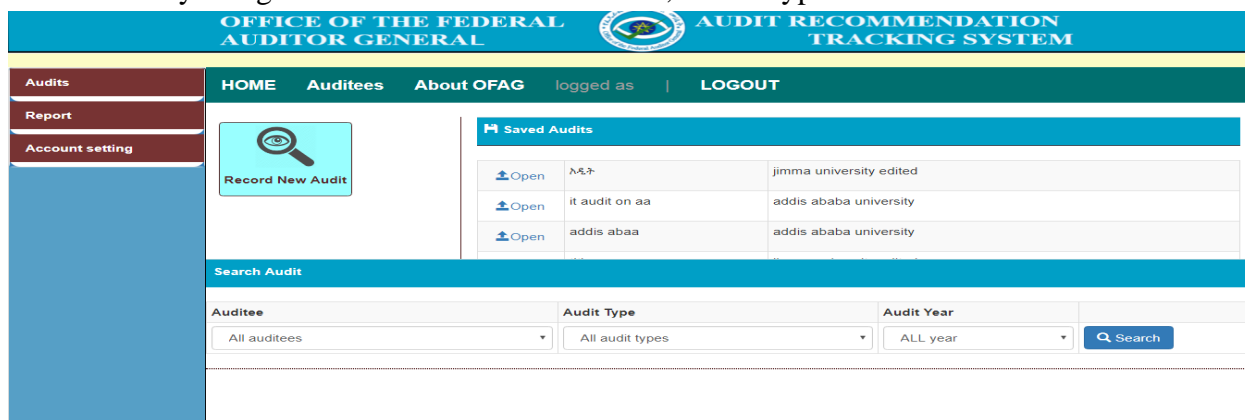 OFFICE OF THE FEDERAL AUDITOR GENERAL
AUDIT RECOMMENDATION TRACKING SYSTEM
Audits
Report
Account setting
HOME Auditees About OFAG logged as | LOGOUT
Record New Audit
Saved Audits
Open ኦዲት jimma university edited
Open it audit on aa addis ababa university
Open addis abaa addis ababa university
Search Audit
Auditee Audit Type Audit Year
All auditees All audit types ALL year Search